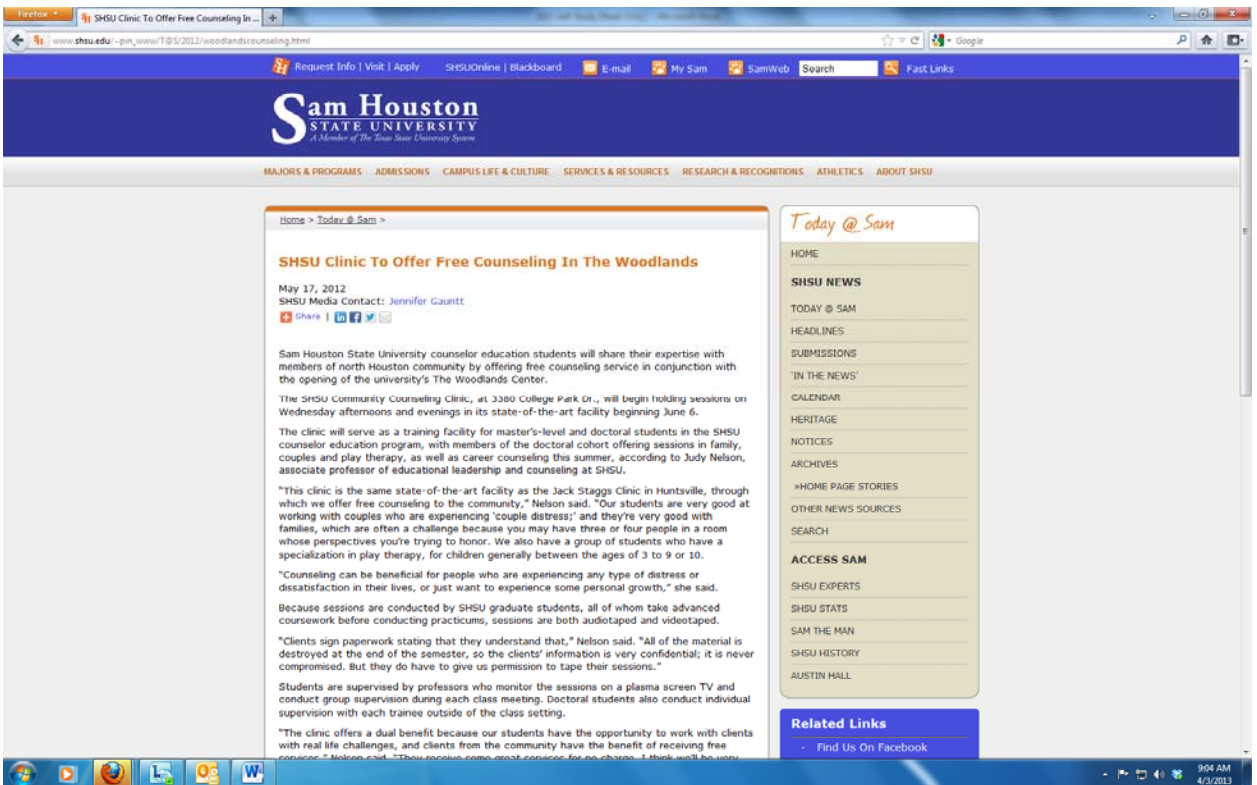 Firefox
SHSU Clinic To Offer Free Counseling In ...
www.shsu.edu/~pin_www/T@S/2012/woodlandscounseling.html
Google
Request Info | Visit | Apply
SHSUOnline | Blackboard
E-mail
My Sam
SamWeb
Search
Fast Links
Sam Houston
STATE UNIVERSITY
A Member of The Texas State University System
MAJORS & PROGRAMS ADMISSIONS CAMPUS LIFE & CULTURE SERVICES & RESOURCES RESEARCH & RECOGNITIONS ATHLETICS ABOUT SHSU
Home > Today @ Sam >
SHSU Clinic To Offer Free Counseling In The Woodlands
May 17, 2012
SHSU Media Contact: Jennifer Gauntt
Share |
Sam Houston State University counselor education students will share their expertise with
members of north Houston community by offering free counseling service in conjunction with
the opening of the university's The Woodlands Center.
The SHSU Community Counseling Clinic, at 3380 College Park Dr., will begin holding sessions on
Wednesday afternoons and evenings in its state-of-the-art facility beginning June 6.
The clinic will serve as a training facility for master's-level and doctoral students in the SHSU
counselor education program, with members of the doctoral cohort offering sessions in family,
couples and play therapy, as well as career counseling this summer, according to Judy Nelson,
associate professor of educational leadership and counseling at SHSU.
"This clinic is the same state-of-the-art facility as the Jack Staggs Clinic in Huntsville, through
which we offer free counseling to the community," Nelson said. "Our students are very good at
working with couples who are experiencing 'couple distress;' and they're very good with
families, which are often a challenge because you may have three or four people in a room
whose perspectives you're trying to honor. We also have a group of students who have a
specialization in play therapy, for children generally between the ages of 3 to 9 or 10.
"Counseling can be beneficial for people who are experiencing any type of distress or
dissatisfaction in their lives, or just want to experience some personal growth," she said.
Because sessions are conducted by SHSU graduate students, all of whom take advanced
coursework before conducting practicums, sessions are both audiotaped and videotaped.
"Clients sign paperwork stating that they understand that," Nelson said. "All of the material is
destroyed at the end of the semester, so the clients' information is very confidential; it is never
compromised. But they do have to give us permission to tape their sessions."
Students are supervised by professors who monitor the sessions on a plasma screen TV and
conduct group supervision during each class meeting. Doctoral students also conduct individual
supervision with each trainee outside of the class setting.
"The clinic offers a dual benefit because our students have the opportunity to work with clients
with real life challenges, and clients from the community have the benefit of receiving free
services," Nelson said. "They receive some great services for no charge. I think we'll be very
Today @ Sam
HOME
SHSU NEWS
TODAY @ SAM
HEADLINES
SUBMISSIONS
'IN THE NEWS'
CALENDAR
HERITAGE
NOTICES
ARCHIVES
»HOME PAGE STORIES
OTHER NEWS SOURCES
SEARCH
ACCESS SAM
SHSU EXPERTS
SHSU STATS
SAM THE MAN
SHSU HISTORY
AUSTIN HALL
Related Links
· Find Us On Facebook
9:04 AM
4/3/2013